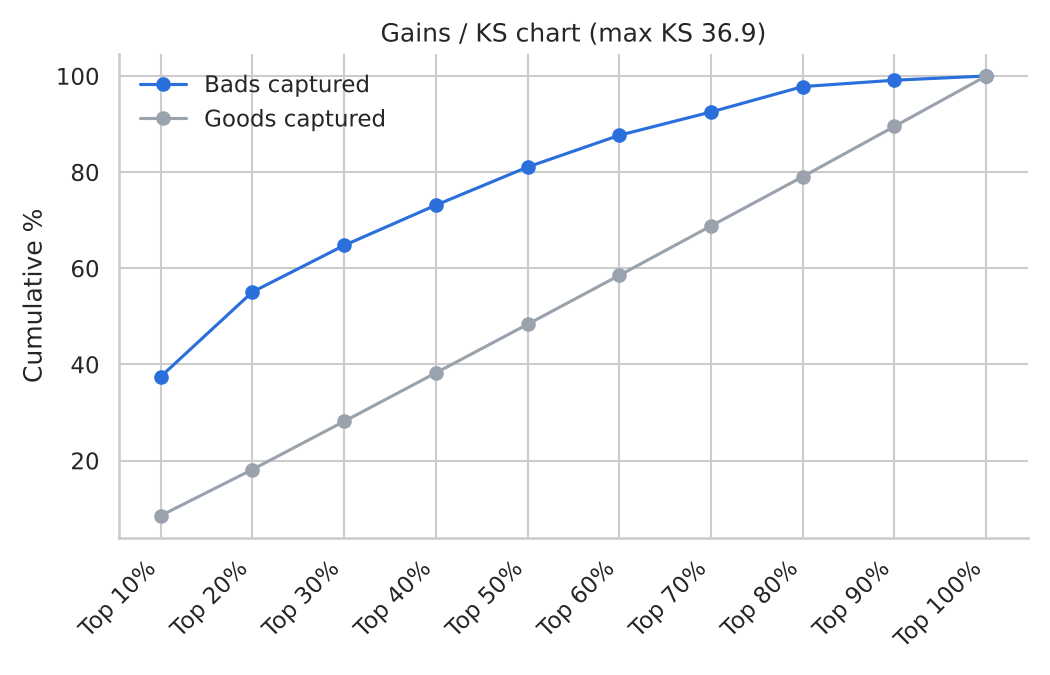 Gains / KS chart (max KS 36.9)
Bads captured
Goods captured
Cumulative %
100
80
60
40
20
Top 10%
Top 20%
Top 30%
Top 40%
Top 50%
Top 60%
Top 70%
Top 80%
Top 90%
Top 100%